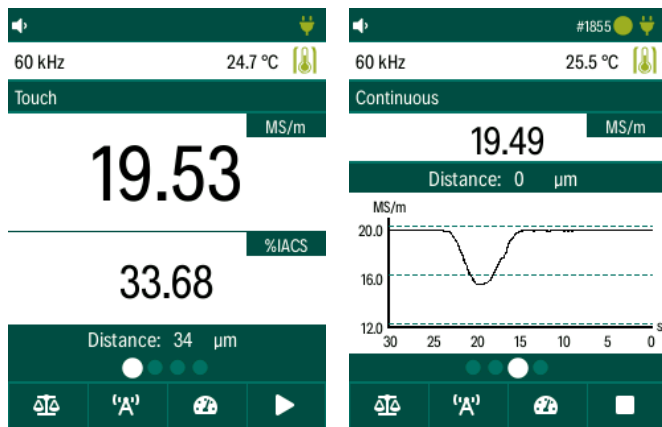 60 kHz 24.7 °C
Touch
MS/m
19.53
%IACS
33.68
Distance: 34 µm
'A'
#1855
60 kHz 25.5 °C
Continuous
MS/m
19.49
Distance: 0 µm
MS/m
20.0
16.0
12.0
s
30 25 20 15 10 5 0
'A'